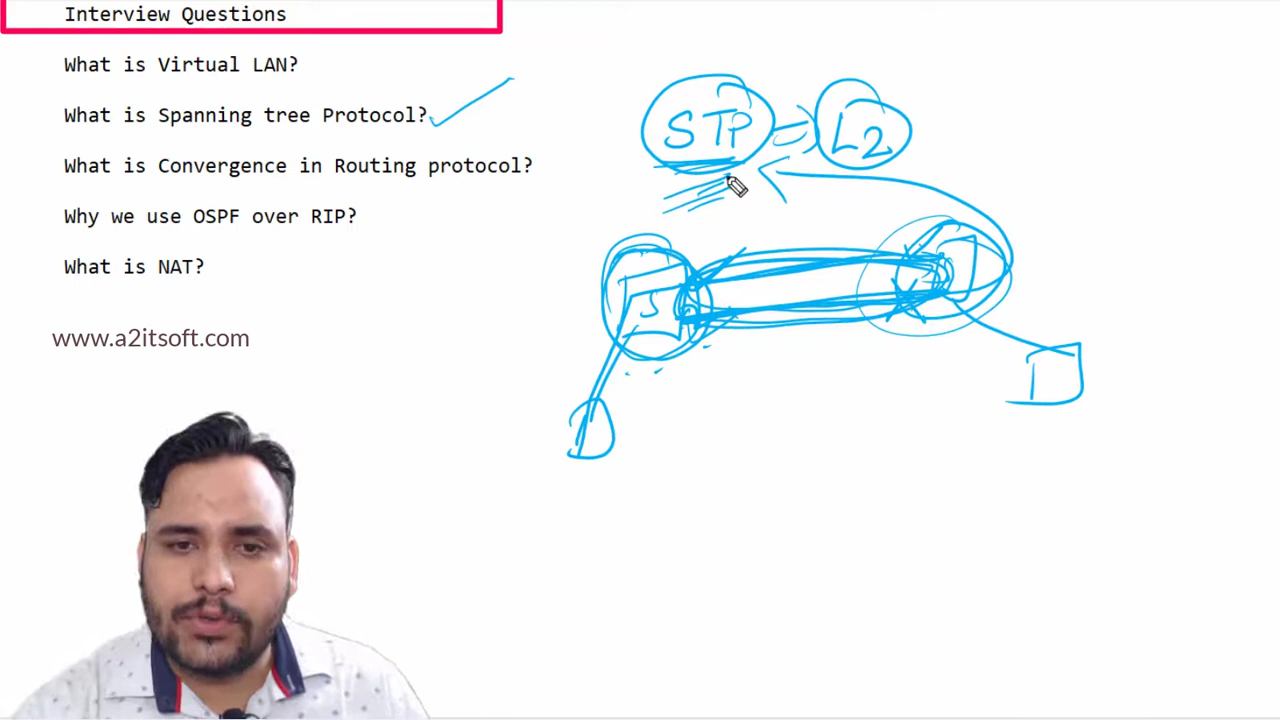 Interview Questions
What is Virtual LAN?
What is Spanning tree Protocol?
What is Convergence in Routing protocol?
Why we use OSPF over RIP?
What is NAT?
www.a2itsoft.com
STP
L2
S